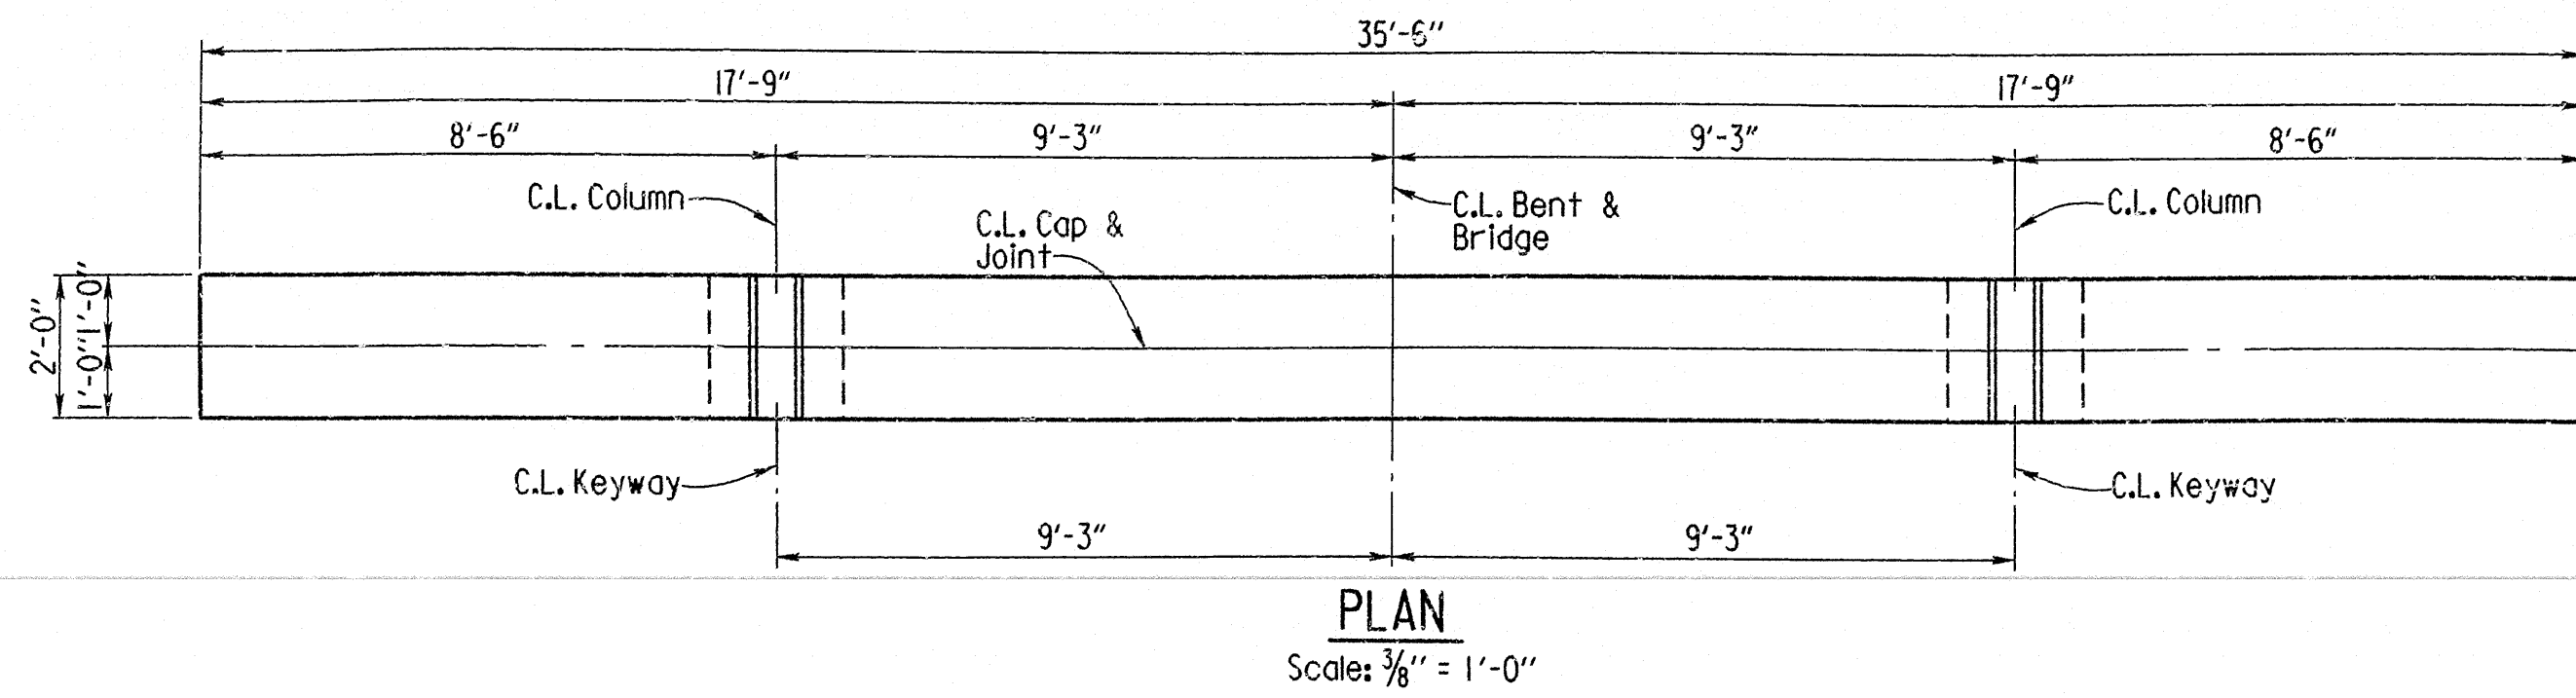 35'-6"
17'-9" 17'-9"
8'-6" 9'-3" 9'-3" 8'-6"
C.L. Column
C.L. Cap &
Joint
C.L. Bent &
Bridge
C.L. Column
2'-0"
1'-0"
1'-0"
C.L. Keyway
C.L. Keyway
9'-3" 9'-3"
PLAN
Scale: 3/8" = 1'-0"